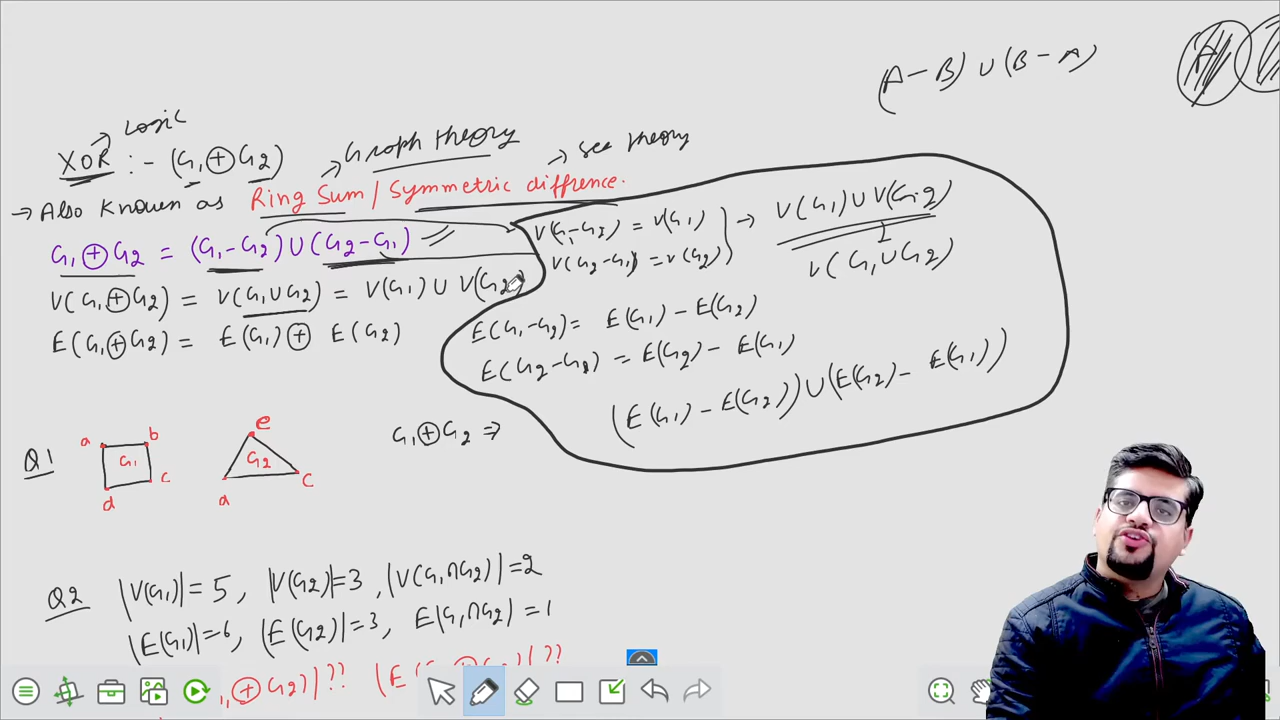 (A - B) ∪ (B - A)
→ Logic
XOR :- (G1 ⊕ G2)
→ Graph theory
→ set theory
→ Also known as Ring Sum / Symmetric diffrence.
G1 ⊕ G2 = (G1 - G2) ∪ (G2 - G1)
V(G1 ⊕ G2) = V(G1 ∪ G2) = V(G1) ∪ V(G2)
E(G1 ⊕ G2) = E(G1) ⊕ E(G2)
V(G1 - G2) = V(G1)
V(G2 - G1) = V(G2)
→ V(G1) ∪ V(G2)
V(G1 ∪ G2)
E(G1 - G2) = E(G1) - E(G2)
E(G2 - G1) = E(G2) - E(G1)
(E(G1) - E(G2)) ∪ (E(G2) - E(G1))
Q1
a b
G1
d c
e
G2
a c
G1 ⊕ G2 ⇒
Q2 |V(G1)| = 5, |V(G2)| = 3, |V(G1 ∩ G2)| = 2
|E(G1)| = 6, |E(G2)| = 3, E|G1 ∩ G2)| = 1
⊕ G2)| ?? |E(G ⊕ G2)| ??